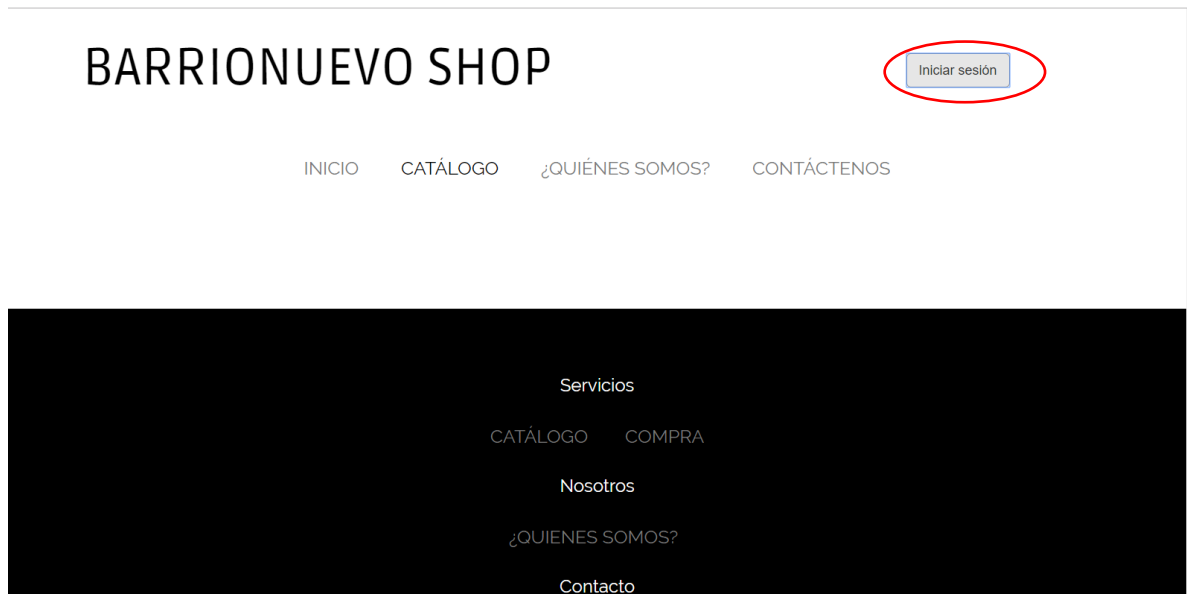 BARRIONUEVO SHOP
Iniciar sesión
INICIO CATÁLOGO ¿QUIÉNES SOMOS? CONTÁCTENOS
Servicios
CATÁLOGO COMPRA
Nosotros
¿QUIENES SOMOS?
Contacto